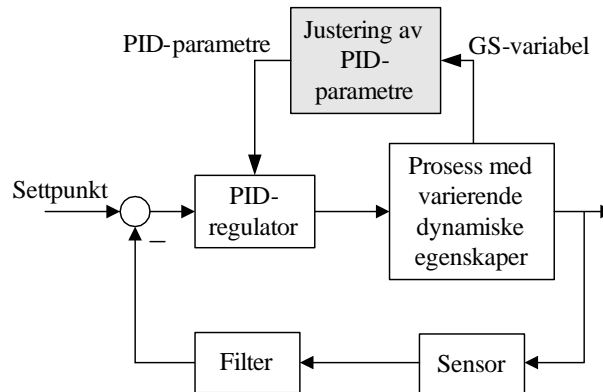 PID-parametre
Justering av
PID-
parametre
GS-variabel
Settpunkt
PID-
regulator
Prosess med
varierende
dynamiske
egenskaper
Filter
Sensor